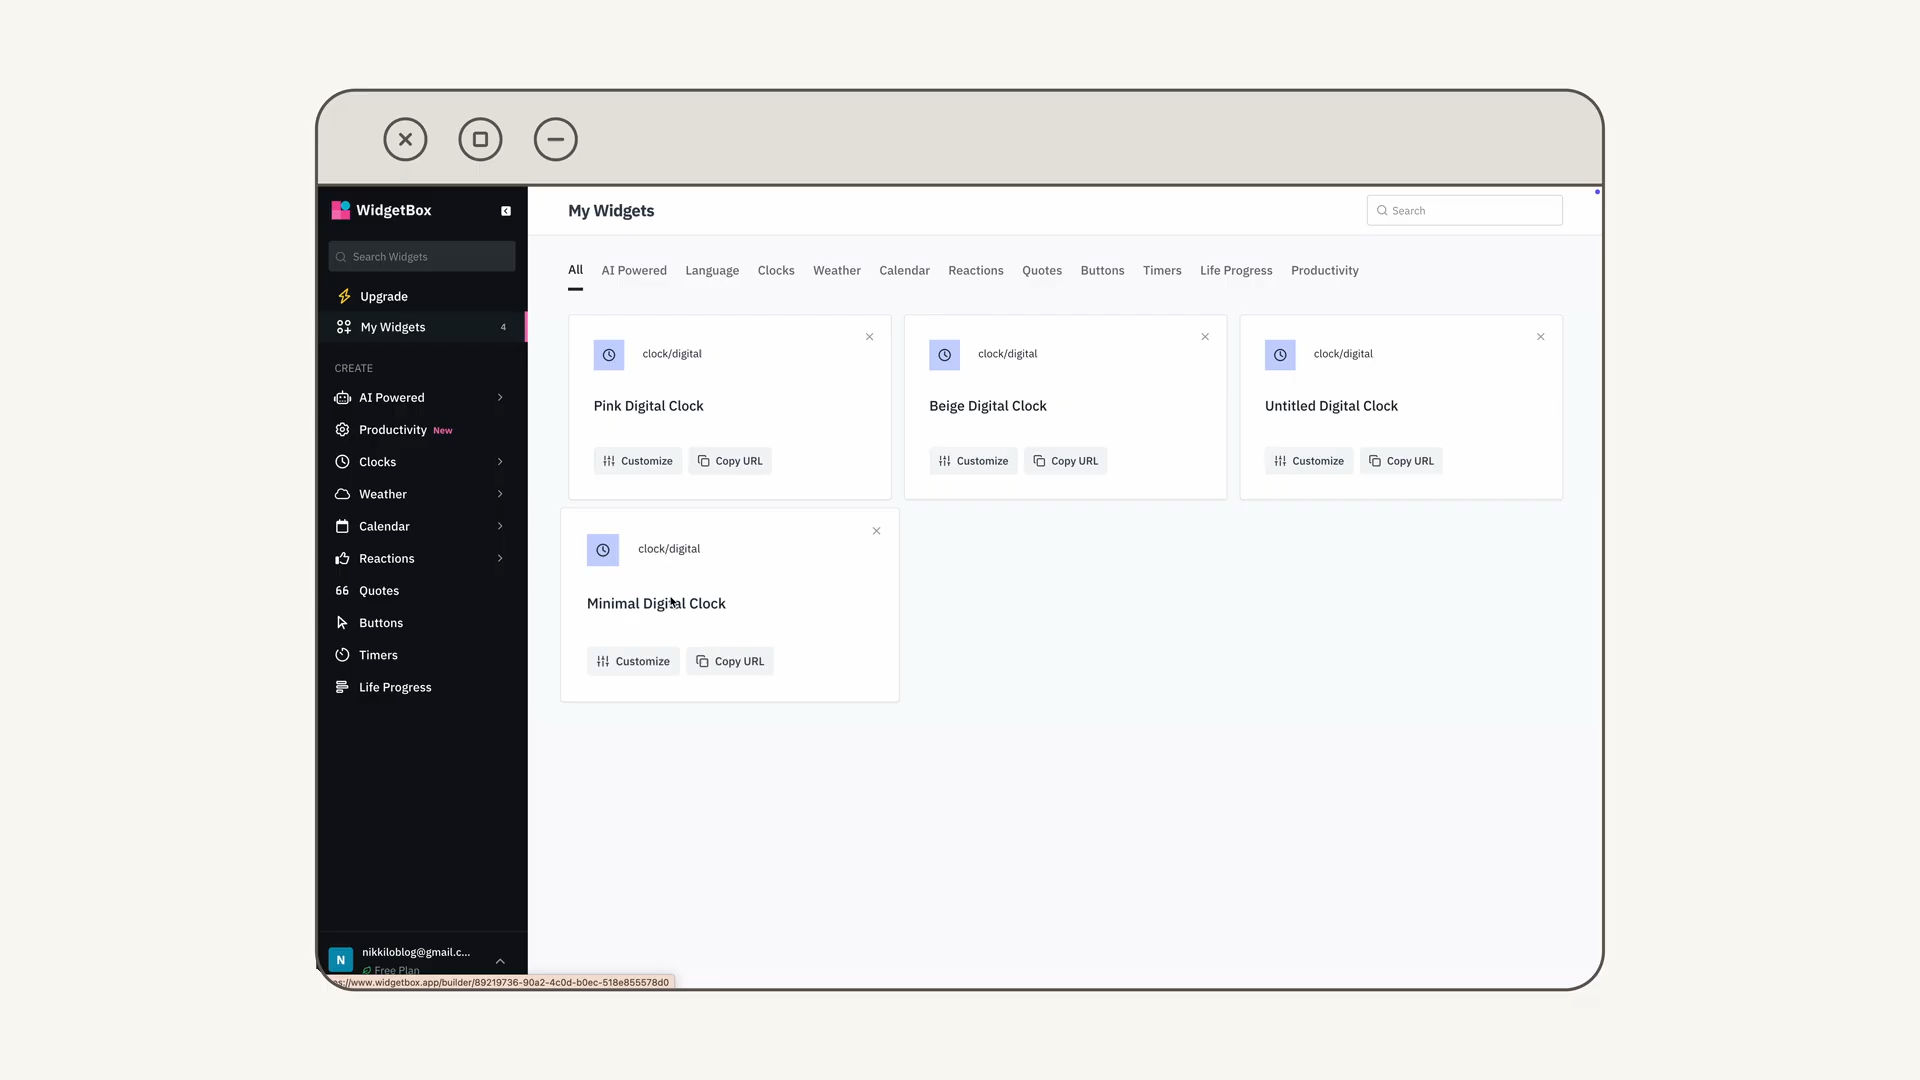 WidgetBox
My Widgets
Search
Search Widgets
Upgrade
My Widgets 4
CREATE
AI Powered
Productivity New
Clocks
Weather
Calendar
Reactions
66 Quotes
Buttons
Timers
Life Progress
N nikkiloblog@gmail.c...
Free Plan
All AI Powered Language Clocks Weather Calendar Reactions Quotes Buttons Timers Life Progress Productivity
clock/digital
Pink Digital Clock
Customize Copy URL
clock/digital
Beige Digital Clock
Customize Copy URL
clock/digital
Untitled Digital Clock
Customize Copy URL
clock/digital
Minimal Digital Clock
Customize Copy URL
s://www.widgetbox.app/builder/89219736-90a2-4c0d-b0ec-518e855578d0